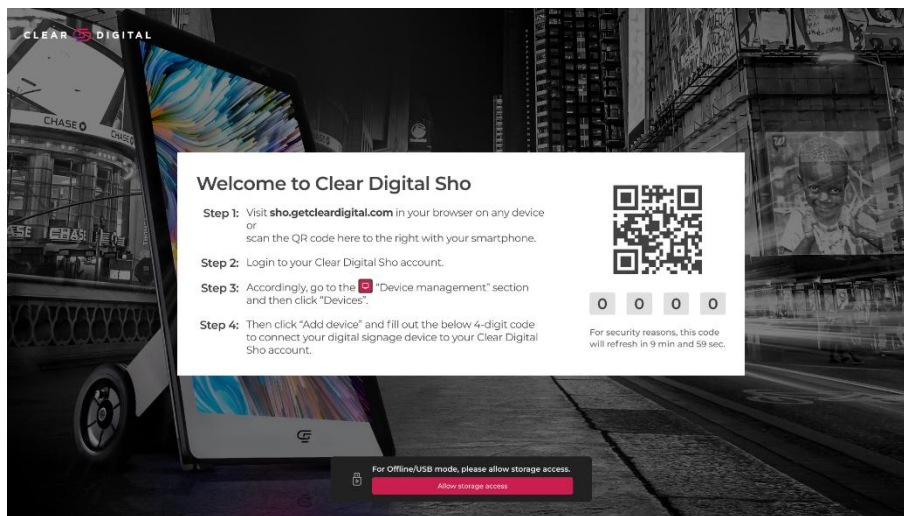 CLEAR DIGITAL
CHASE
CHASE
Welcome to Clear Digital Sho
Step 1: Visit sho.getcleardigital.com in your browser on any device
or
scan the QR code here to the right with your smartphone.
Step 2: Login to your Clear Digital Sho account.
Step 3: Accordingly, go to the "Device management" section
and then click "Devices".
Step 4: Then click "Add device" and fill out the below 4-digit code
to connect your digital signage device to your Clear Digital
Sho account.
0 0 0 0
For security reasons, this code
will refresh in 9 min and 59 sec.
For Offline/USB mode, please allow storage access.
Allow storage access